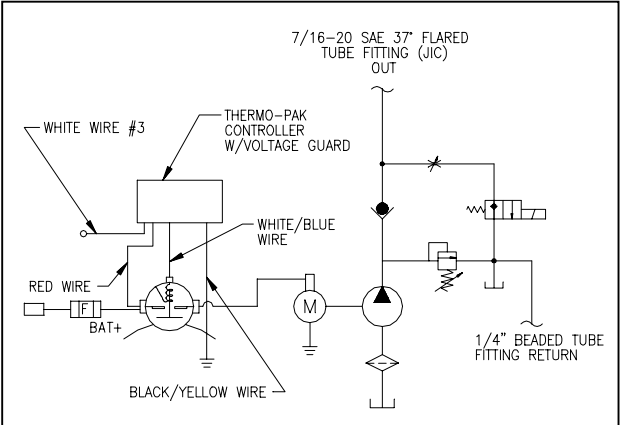 7/16-20 SAE 37° FLARED
TUBE FITTING (JIC)
OUT
THERMO-PAK
CONTROLLER
W/VOLTAGE GUARD
WHITE WIRE #3
WHITE/BLUE
WIRE
RED WIRE
F
BAT+
M
1/4" BEADED TUBE
FITTING RETURN
BLACK/YELLOW WIRE